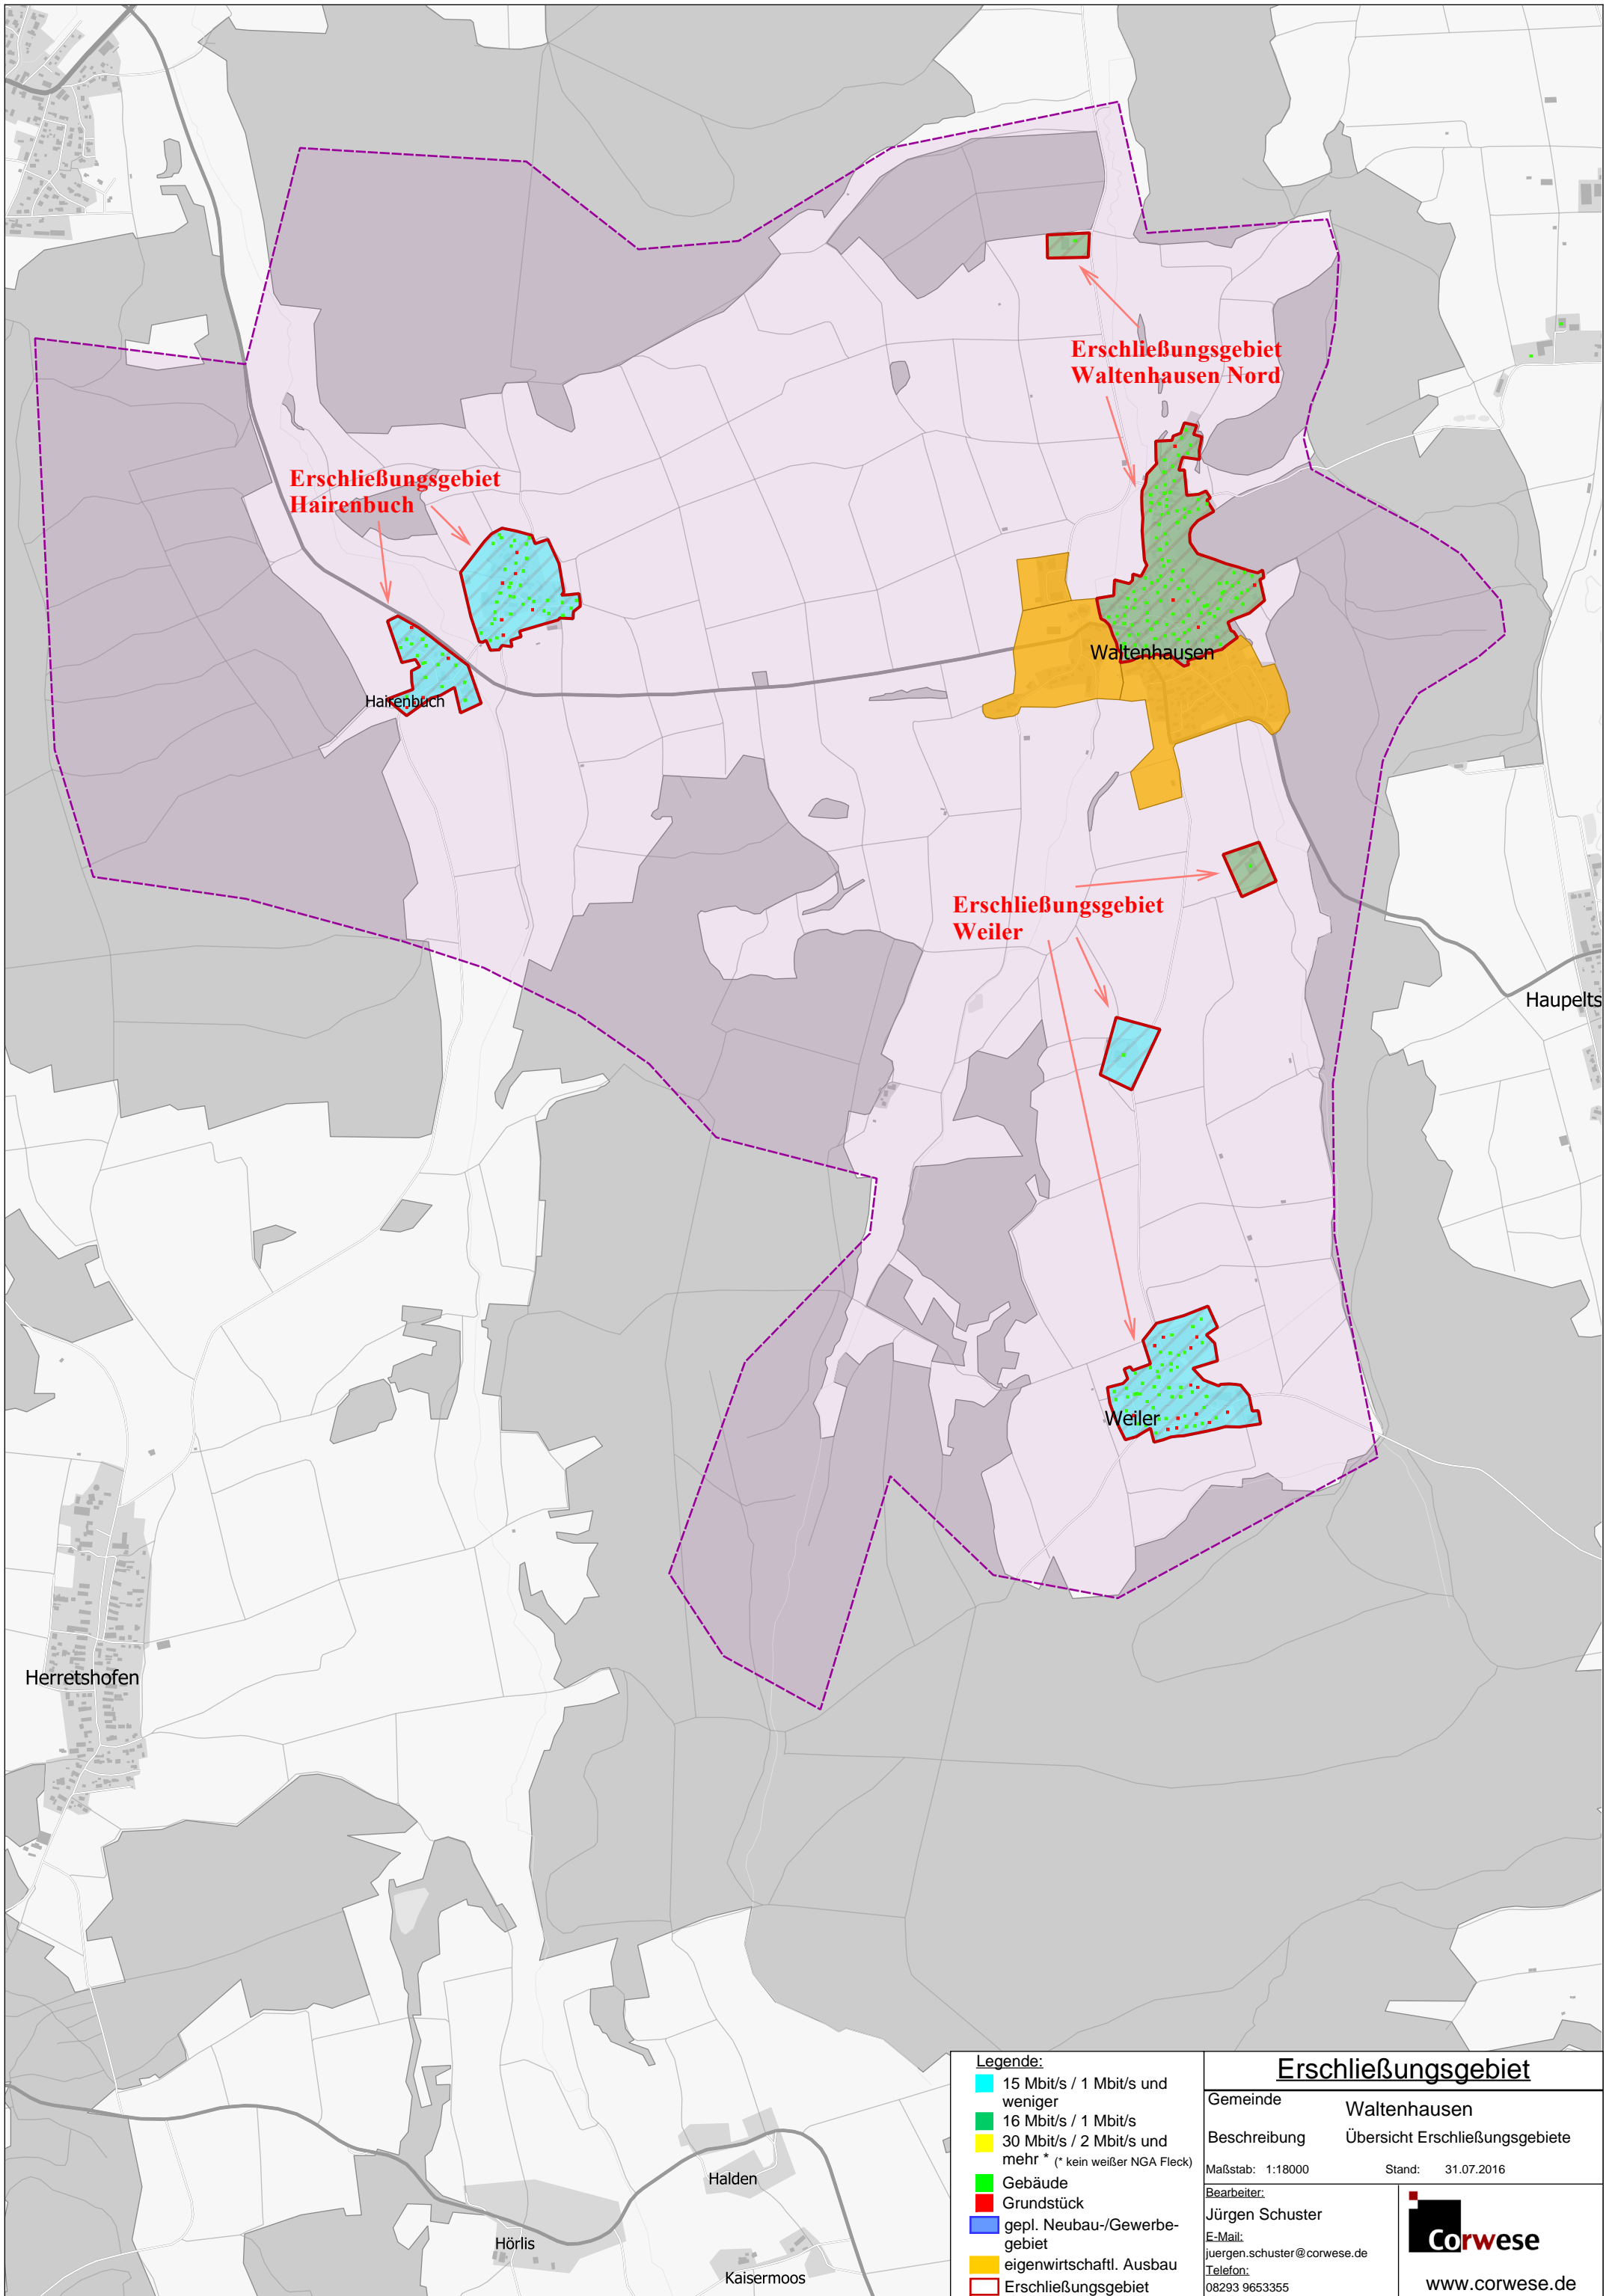 Erschließungsgebiet
Waltenhausen Nord
Erschließungsgebiet
Hairenbuch
Waltenhausen
Hairenbuch
Erschließungsgebiet
Weiler
Haupelts
Weiler
Herretshofen
Halden
Hörlis
Kaisermoos
Legende:
15 Mbit/s / 1 Mbit/s und
weniger
16 Mbit/s / 1 Mbit/s
30 Mbit/s / 2 Mbit/s und
mehr * (* kein weißer NGA Fleck)
Gebäude
Grundstück
gepl. Neubau-/Gewerbe-
gebiet
eigenwirtschaftl. Ausbau
Erschließungsgebiet
Erschließungsgebiet
Gemeinde Waltenhausen
Beschreibung Übersicht Erschließungsgebiete
Maßstab: 1:18000 Stand: 31.07.2016
Bearbeiter:
Jürgen Schuster
E-Mail:
juergen.schuster@corwese.de
Telefon:
08293 9653355
Corwese
www.corwese.de